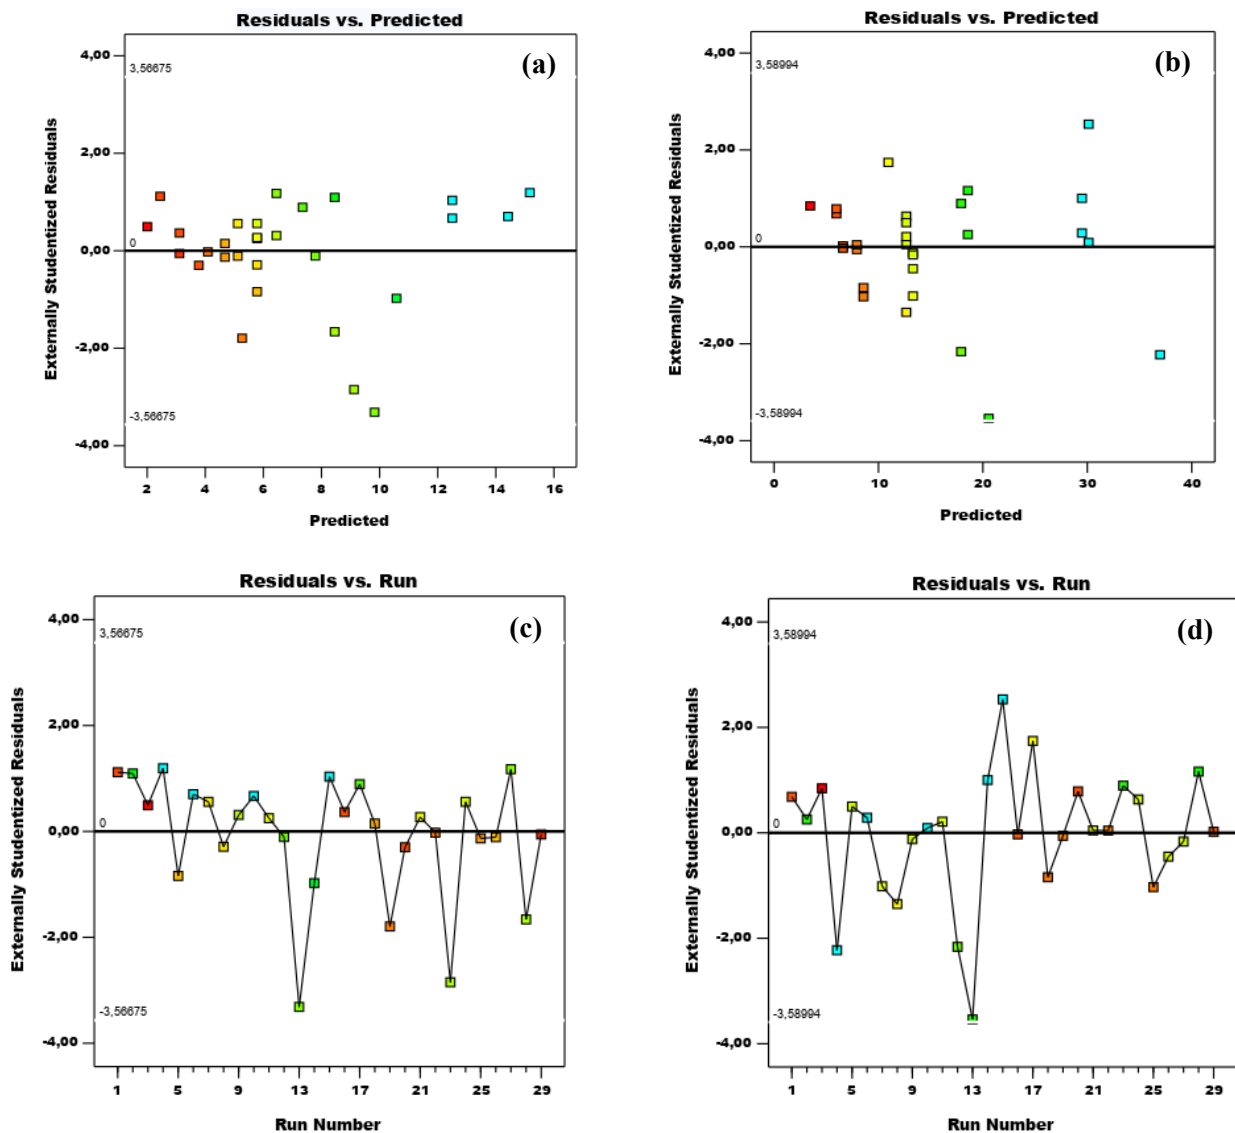 Residuals vs. Predicted
(a)
Externally Studentized Residuals
4,00
2,00
0,00
-2,00
-4,00
3,56675
0
-3,56675
2 4 6 8 10 12 14 16
Predicted
Residuals vs. Predicted
(b)
Externally Studentized Residuals
4,00
2,00
0,00
-2,00
-4,00
3,58994
0
-3,58994
0 10 20 30 40
Predicted
Residuals vs. Run
(c)
Externally Studentized Residuals
4,00
2,00
0,00
-2,00
-4,00
3,56675
0
-3,56675
1 5 9 13 17 21 25 29
Run Number
Residuals vs. Run
(d)
Externally Studentized Residuals
4,00
2,00
0,00
-2,00
-4,00
3,58994
0
-3,58994
1 5 9 13 17 21 25 29
Run Number